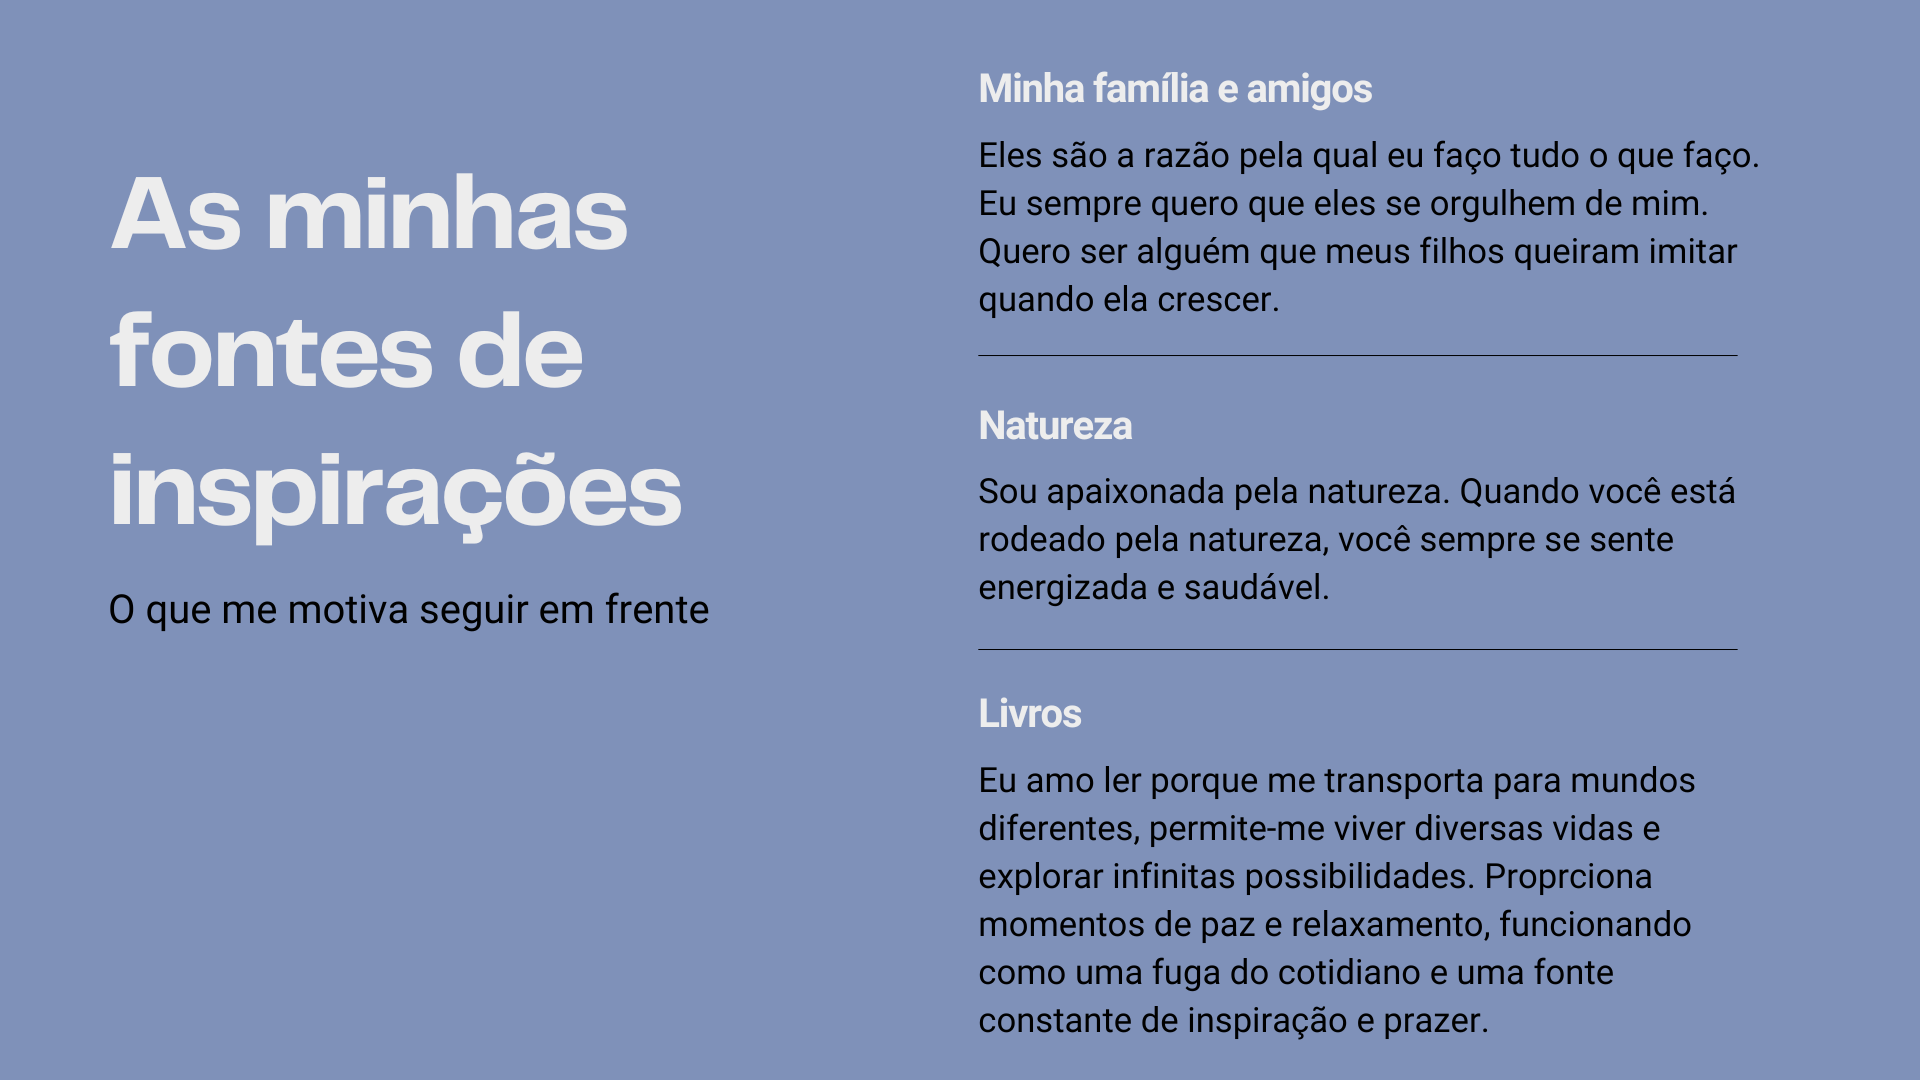 As minhas
fontes de
inspirações
O que me motiva seguir em frente
Minha família e amigos
Eles são a razão pela qual eu faço tudo o que faço.
Eu sempre quero que eles se orgulhem de mim.
Quero ser alguém que meus filhos queiram imitar
quando ela crescer.
Natureza
Sou apaixonada pela natureza. Quando você está
rodeado pela natureza, você sempre se sente
energizada e saudável.
Livros
Eu amo ler porque me transporta para mundos
diferentes, permite-me viver diversas vidas e
explorar infinitas possibilidades. Proprciona
momentos de paz e relaxamento, funcionando
como uma fuga do cotidiano e uma fonte
constante de inspiração e prazer.